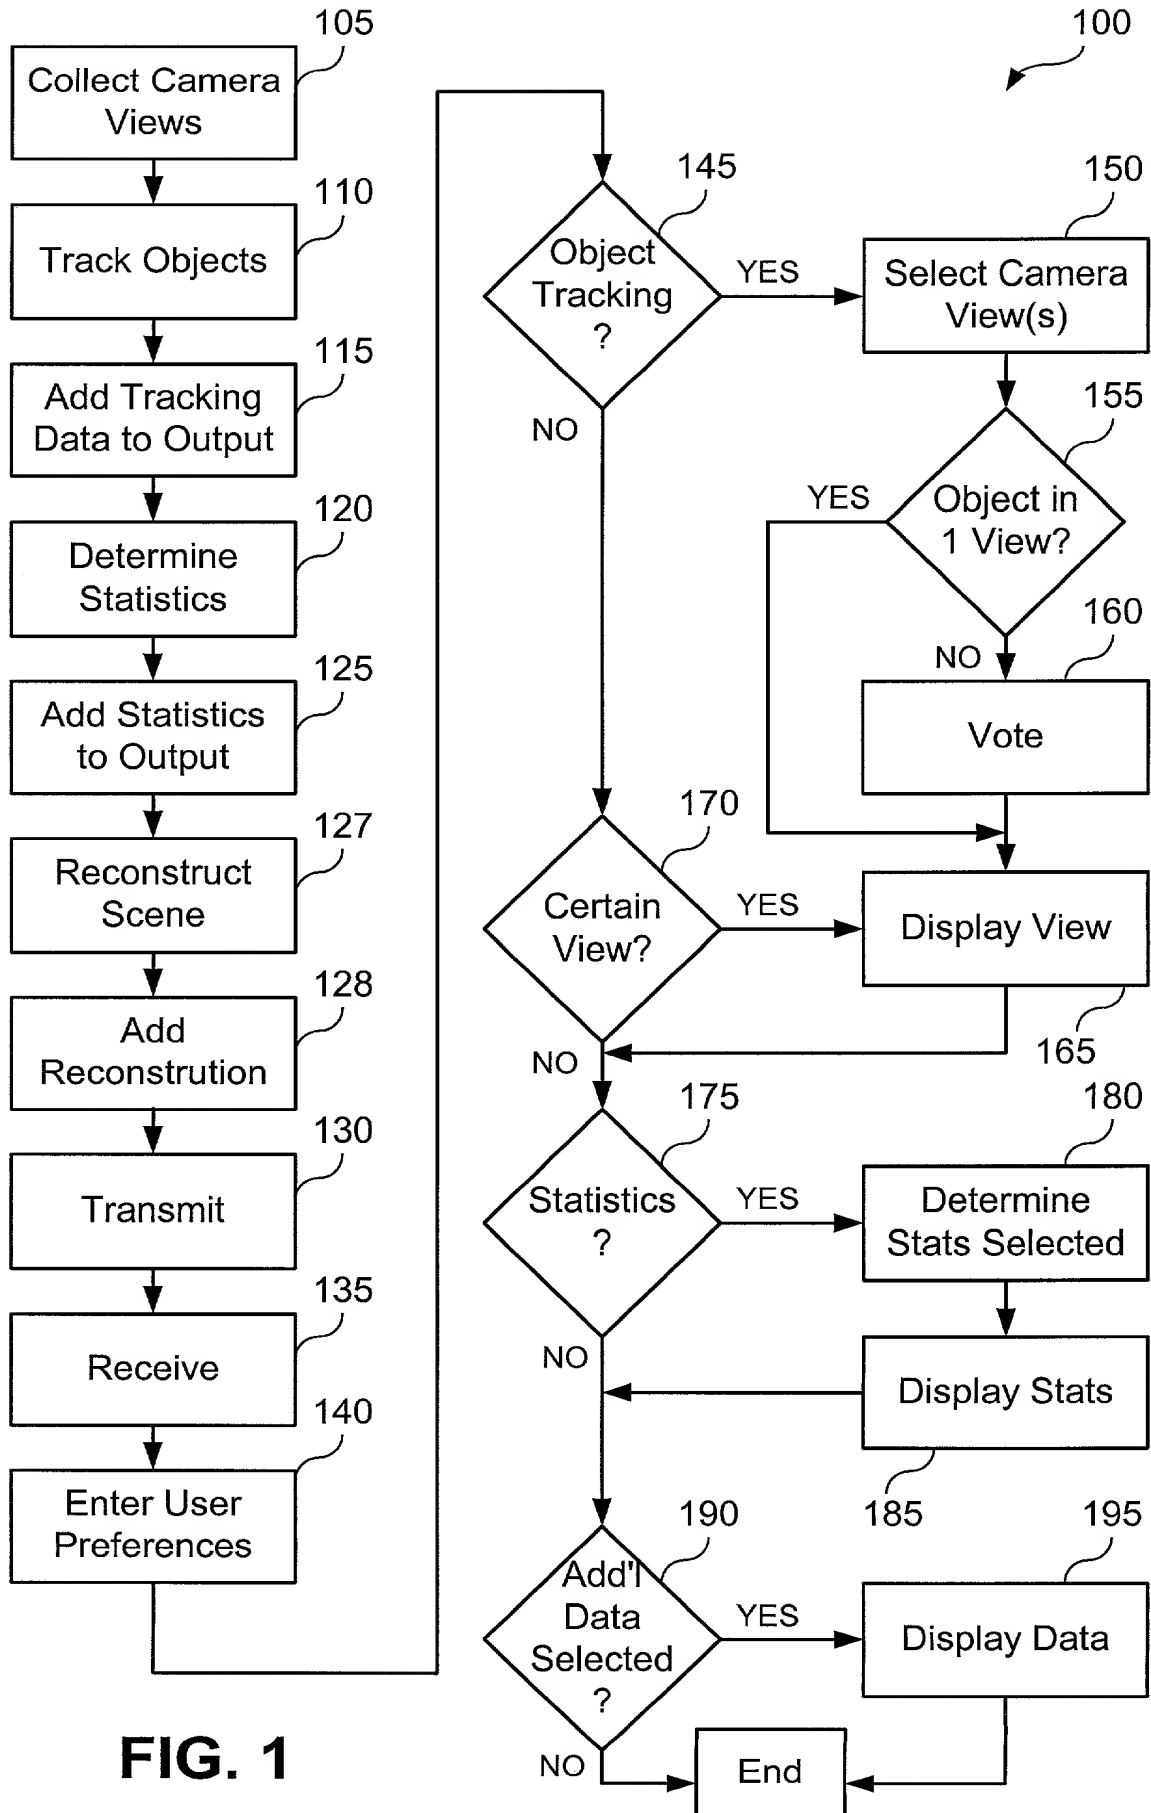 105
Collect Camera
Views
110
Track Objects
115
Add Tracking
Data to Output
120
Determine
Statistics
125
Add Statistics
to Output
127
Reconstruct
Scene
128
Add
Reconstrution
130
Transmit
135
Receive
140
Enter User
Preferences
100
145
Object
Tracking
?
YES
NO
150
Select Camera
View(s)
155
Object in
1 View?
YES
NO
160
Vote
170
Certain
View?
YES
NO
Display View
165
175
Statistics
?
YES
NO
180
Determine
Stats Selected
Display Stats
185
190
Add'l
Data
Selected
?
YES
NO
195
Display Data
End
FIG. 1